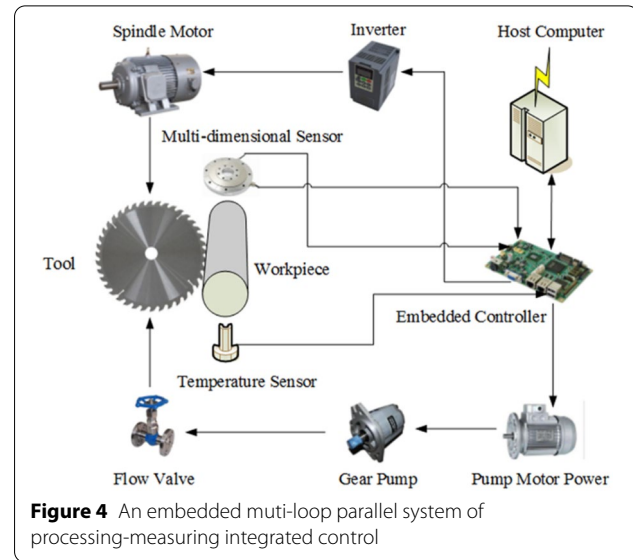 Spindle Motor
Inverter
Host Computer
Multi-dimensional Sensor
Tool
Workpiece
Embedded Controller
Temperature Sensor
Flow Valve
Gear Pump
Pump Motor Power
Figure 4 An embedded muti-loop parallel system of
processing-measuring integrated control